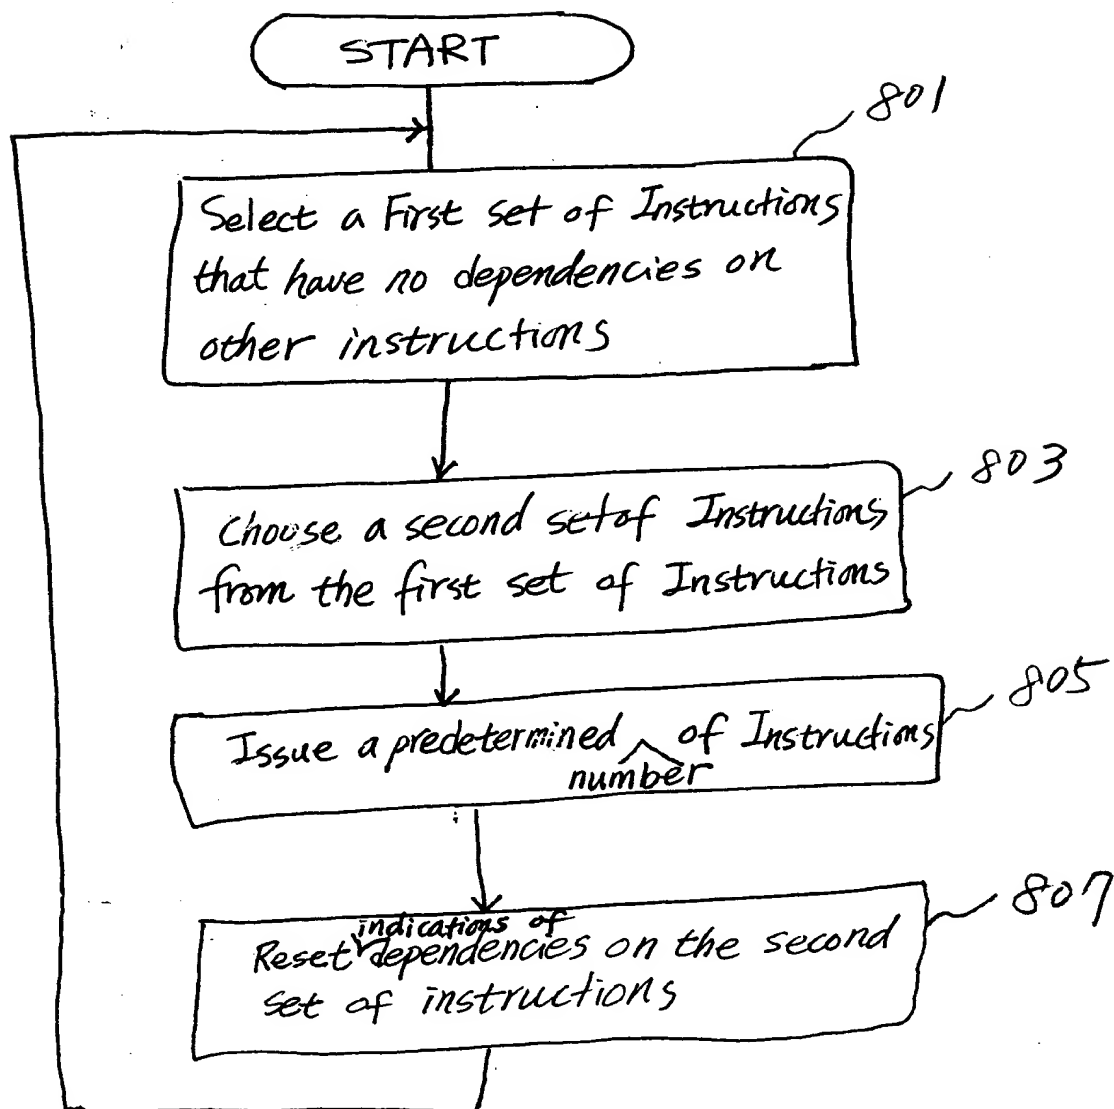 START
801
Select a First set of Instructions
that have no dependencies on
other instructions
803
Choose a second set of Instructions
from the first set of Instructions
805
Issue a predetermined number of Instructions
807
Reset indications of dependencies on the second
set of instructions